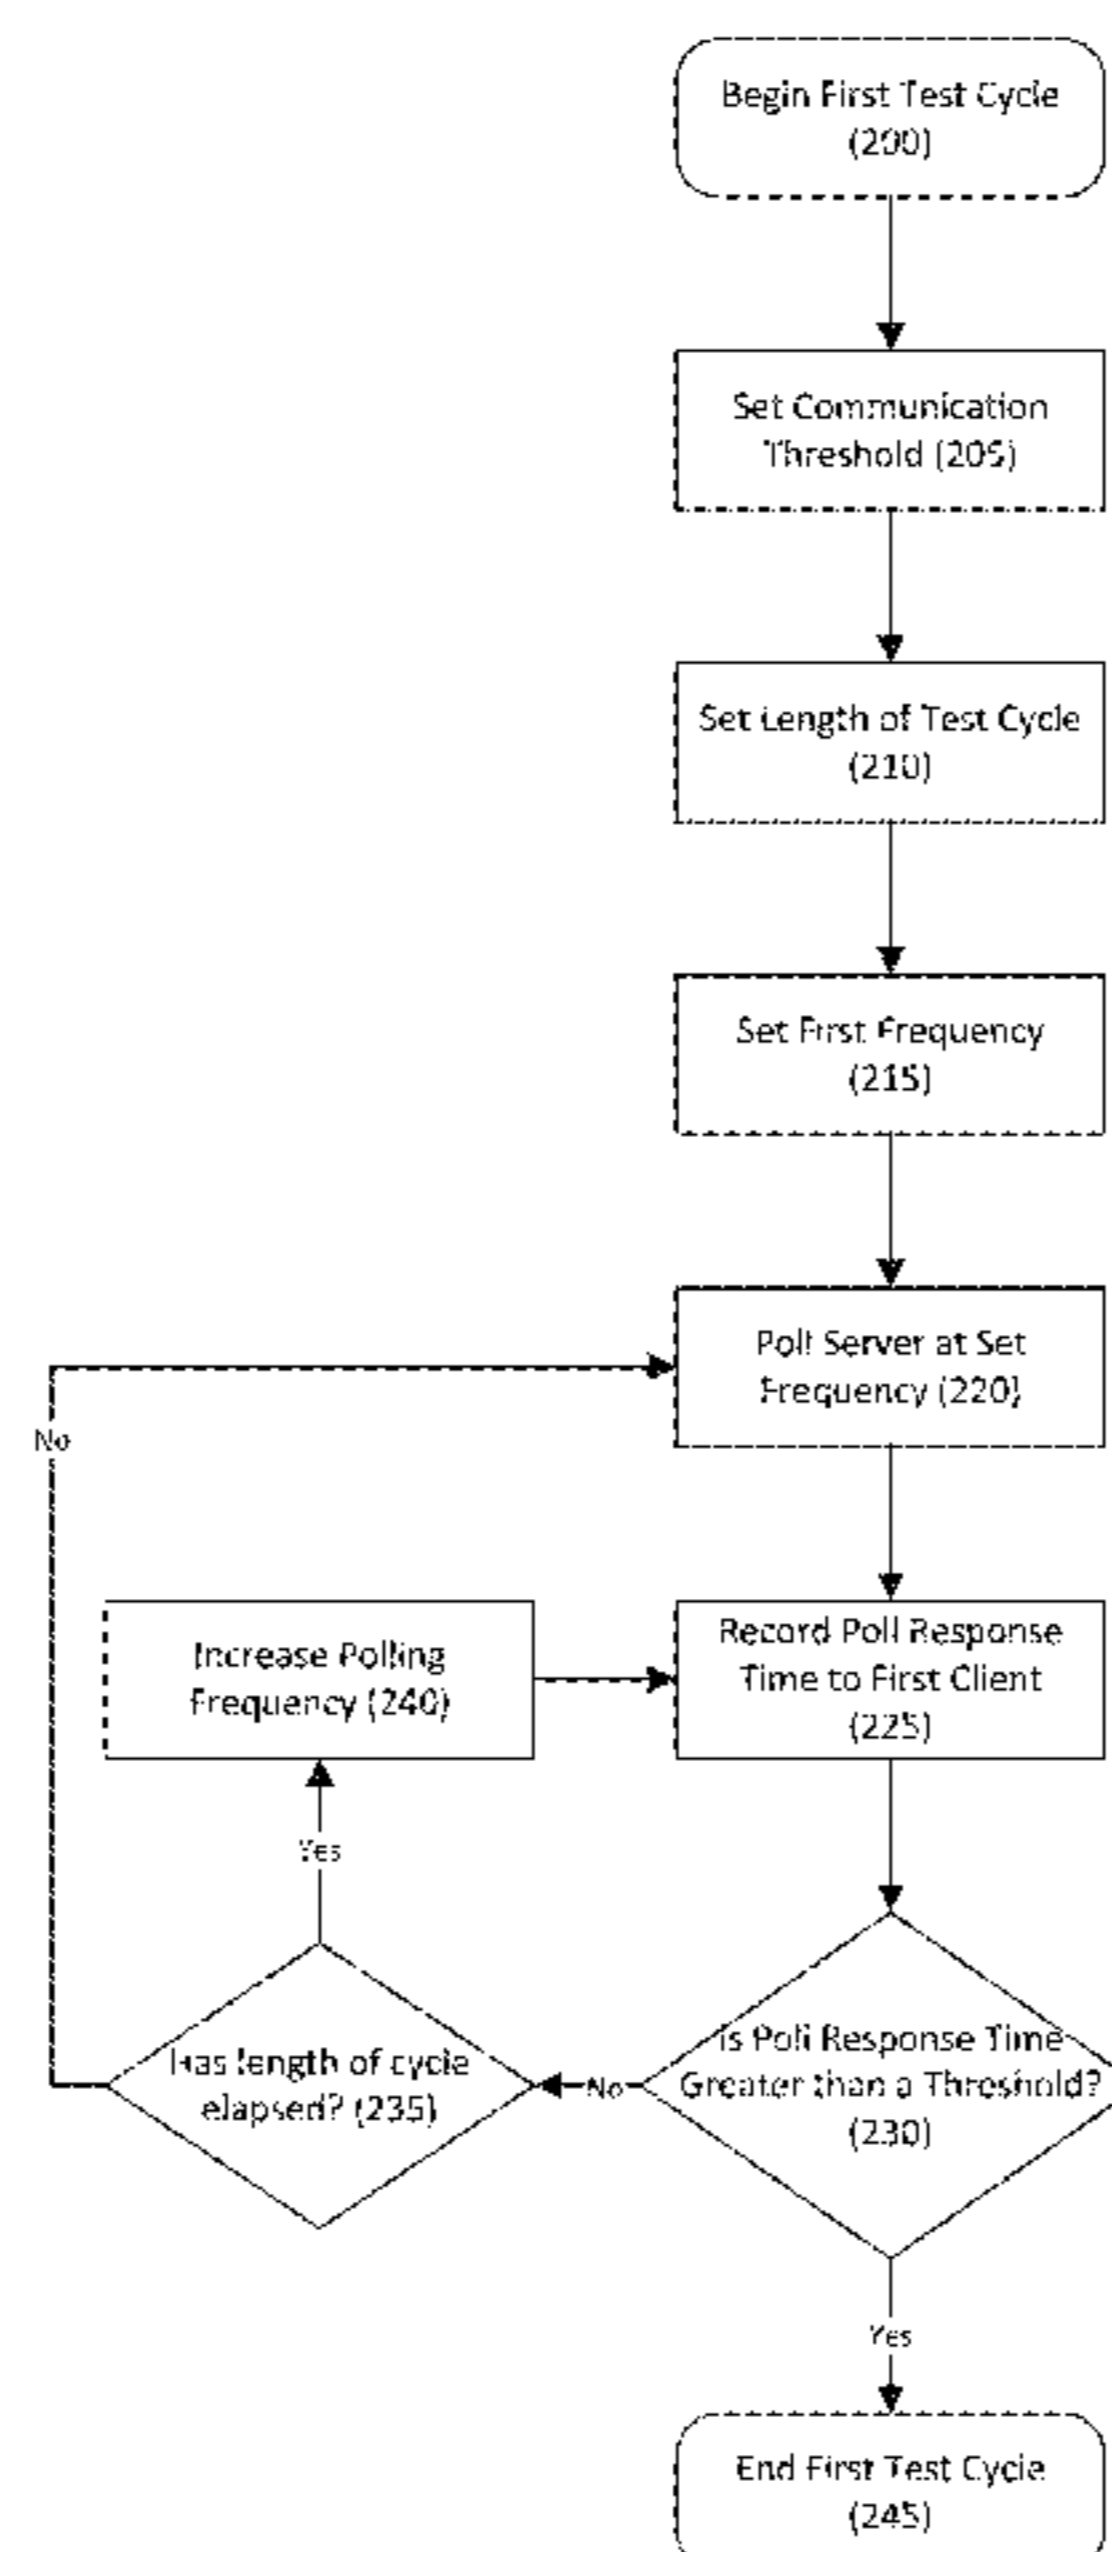 Begin First Test Cycle
(200)
Set Communication
Threshold (205)
Set Length of Test Cycle
(210)
Set First Frequency
(215)
Poll Server at Set
Frequency (220)
No
Increase Polling
Frequency (240)
Record Poll Response
Time to First Client
(225)
Yes
Has length of cycle
elapsed? (235)
No
Is Poll Response Time
Greater than a Threshold?
(230)
Yes
End First Test Cycle
(245)